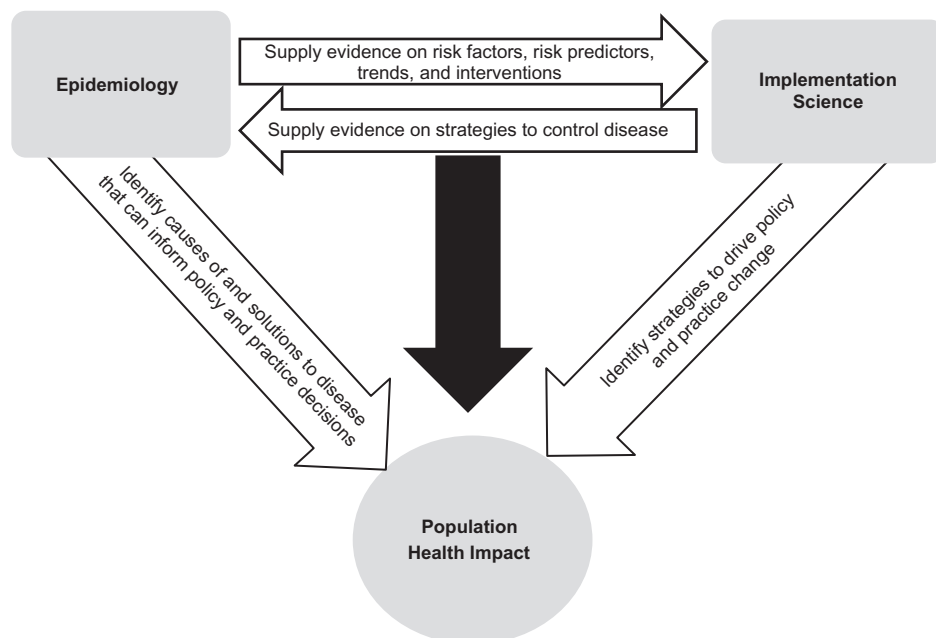 Epidemiology
Supply evidence on risk factors, risk predictors,
trends, and interventions
Implementation
Science
Supply evidence on strategies to control disease
Identify causes of and solutions to disease
that can inform policy and practice decisions
Identify strategies to drive policy
and practice change
Population
Health Impact